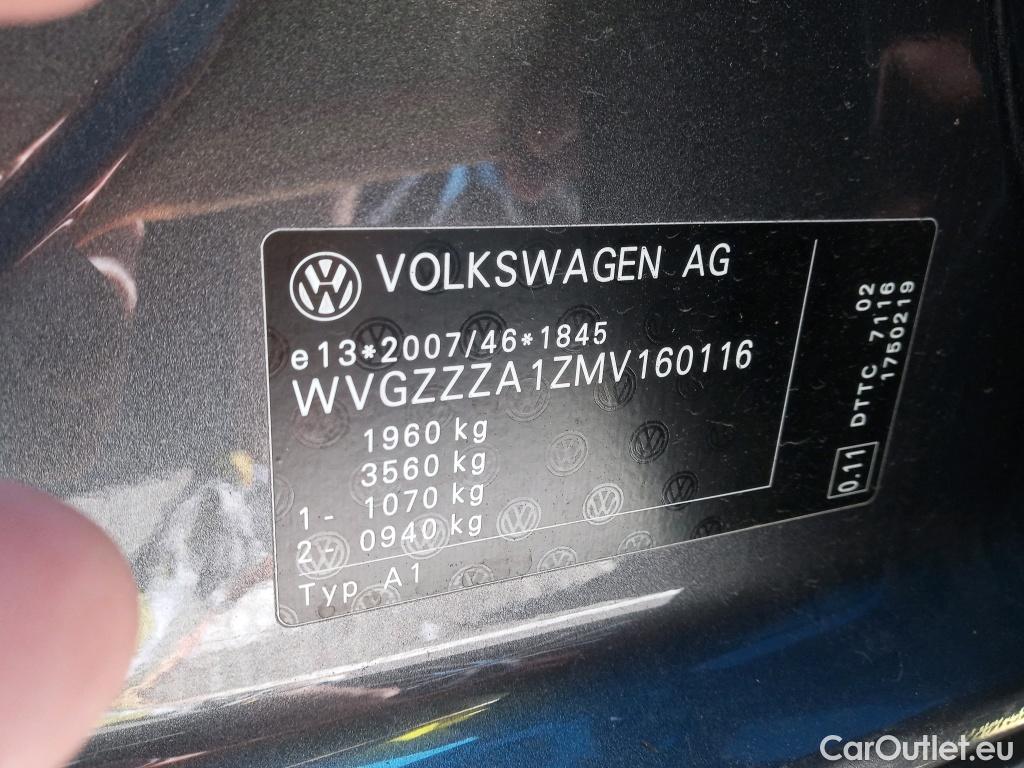 VOLKSWAGEN AG
e13*2007/46*1845
WVGZZZA1ZMV160116
1960 kg
3560 kg
1- 1070 kg
2- 0940 kg
Typ A1
0.11 DTTC 7116 02
1750219
CarOutlet.eu